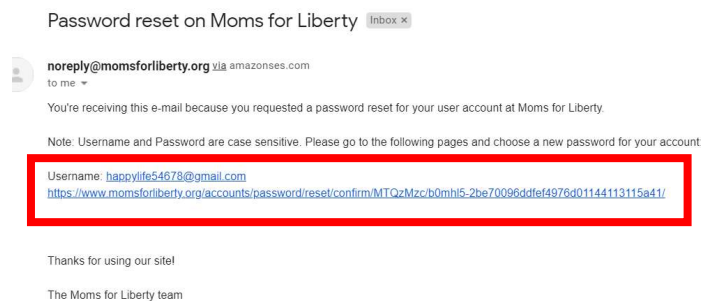 Password reset on Moms for Liberty Inbox ×
noreply@momsforliberty.org via amazonses.com
to me
You're receiving this e-mail because you requested a password reset for your user account at Moms for Liberty.
Note: Username and Password are case sensitive. Please go to the following pages and choose a new password for your account
Username: happylife54678@gmail.com
https://www.momsforliberty.org/accounts/password/reset/confirm/MTQzMzc/b0mhl5-2be70096ddfef4976d01144113115a41/
Thanks for using our site!
The Moms for Liberty team